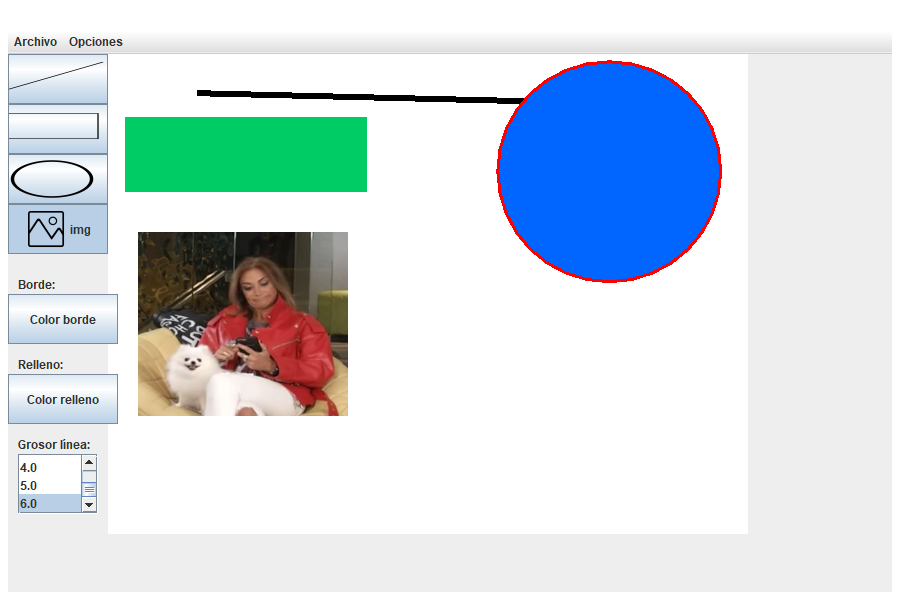 Archivo Opciones
img
Borde:
Color borde
Relleno:
Color relleno
Grosor línea:
4.0
5.0
6.0